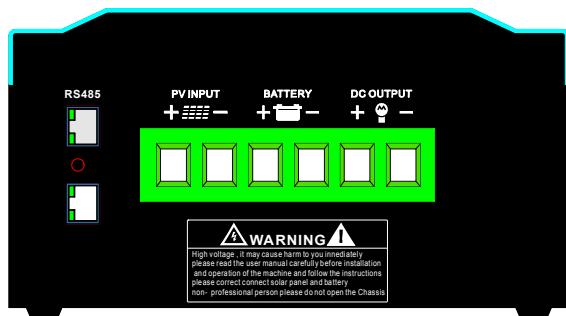 RS485 PV INPUT BATTERY DC OUTPUT
+ − + − + −
WARNING
High voltage , it may cause harm to you innediately
please read the user manual carefully before installation
and operation of the machine and follow the instructions
please correct connect solar panel and battery
non- professional person please do not open the Chassis